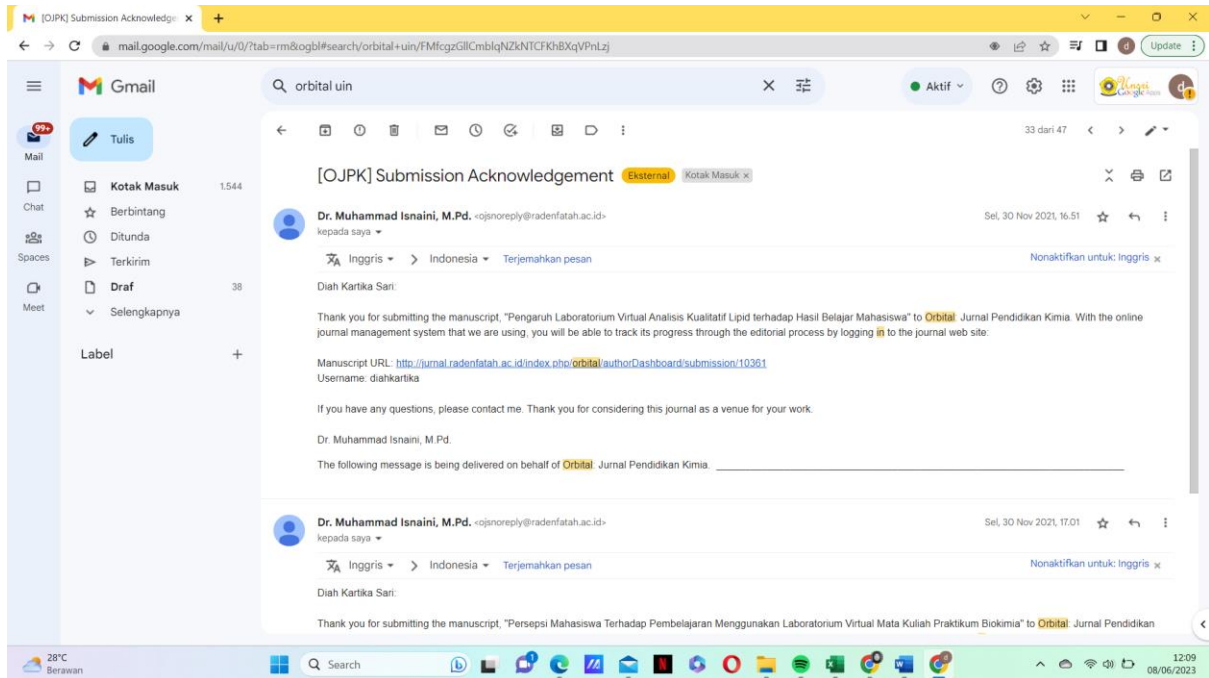 [OJPK] Submission Acknowledge
mail.google.com/mail/u/0/?tab=rm&ogbl#search/orbital+uin/FMfcgzGllCmblqNZkNTCFKhBXqVPnLzj
d
Update
Gmail
orbital uin
Aktif
99+
Mail
Chat
Spaces
Meet
Tulis
Kotak Masuk 1.544
Berbintang
Ditunda
Terkirim
Draf 38
Selengkapnya
Label
33 dari 47
[OJPK] Submission Acknowledgement Eksternal Kotak Masuk ×
Dr. Muhammad Isnaini, M.Pd. <ojsnoreply@radenfatah.ac.id> Sel, 30 Nov 2021, 16.51
kepada saya
Inggris > Indonesia Terjemahkan pesan Nonaktifkan untuk: Inggris ×
Diah Kartika Sari:
Thank you for submitting the manuscript, "Pengaruh Laboratorium Virtual Analisis Kualitatif Lipid terhadap Hasil Belajar Mahasiswa" to Orbital: Jurnal Pendidikan Kimia. With the online
journal management system that we are using, you will be able to track its progress through the editorial process by logging in to the journal web site:
Manuscript URL: http://jurnal.radenfatah.ac.id/index.php/orbital/authorDashboard/submission/10361
Username: diahkartika
If you have any questions, please contact me. Thank you for considering this journal as a venue for your work.
Dr. Muhammad Isnaini, M.Pd.
The following message is being delivered on behalf of Orbital: Jurnal Pendidikan Kimia.
Dr. Muhammad Isnaini, M.Pd. <ojsnoreply@radenfatah.ac.id> Sel, 30 Nov 2021, 17.01
kepada saya
Inggris > Indonesia Terjemahkan pesan Nonaktifkan untuk: Inggris ×
Diah Kartika Sari:
Thank you for submitting the manuscript, "Persepsi Mahasiswa Terhadap Pembelajaran Menggunakan Laboratorium Virtual Mata Kuliah Praktikum Biokimia" to Orbital: Jurnal Pendidikan
28°C
Berawan
Search
12:09
08/06/2023